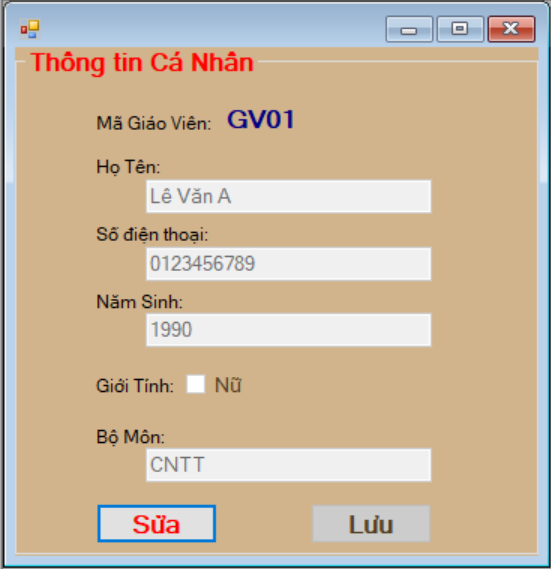 Thông tin Cá Nhân
Mã Giáo Viên: GV01
Họ Tên:
Lê Văn A
Số điện thoại:
0123456789
Năm Sinh:
1990
Giới Tính: Nữ
Bộ Môn:
CNTT
Sửa Lưu